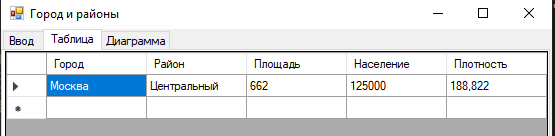 Город и районы
Ввод Таблица Диаграмма
Город Район Площадь Население Плотность
Москва Центральный 662 125000 188,822